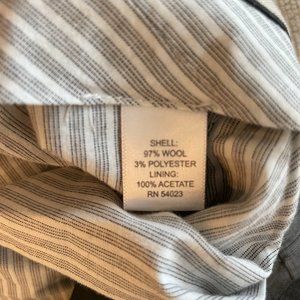 SHELL:
97% WOOL
3% POLYESTER
LINING:
100% ACETATE
RN 54023